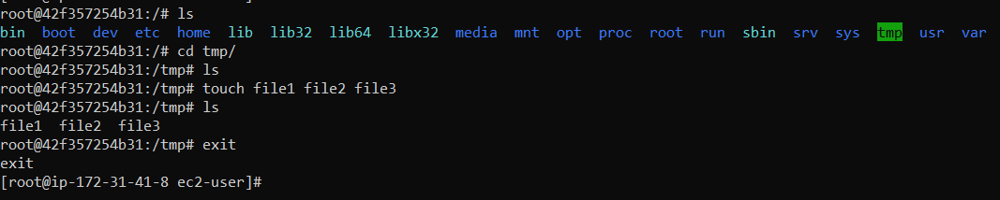 root@42f357254b31:/# ls
bin boot dev etc home lib lib32 lib64 libx32 media mnt opt proc root run sbin srv sys tmp usr var
root@42f357254b31:/# cd tmp/
root@42f357254b31:/tmp# ls
root@42f357254b31:/tmp# touch file1 file2 file3
root@42f357254b31:/tmp# ls
file1 file2 file3
root@42f357254b31:/tmp# exit
exit
[root@ip-172-31-41-8 ec2-user]#